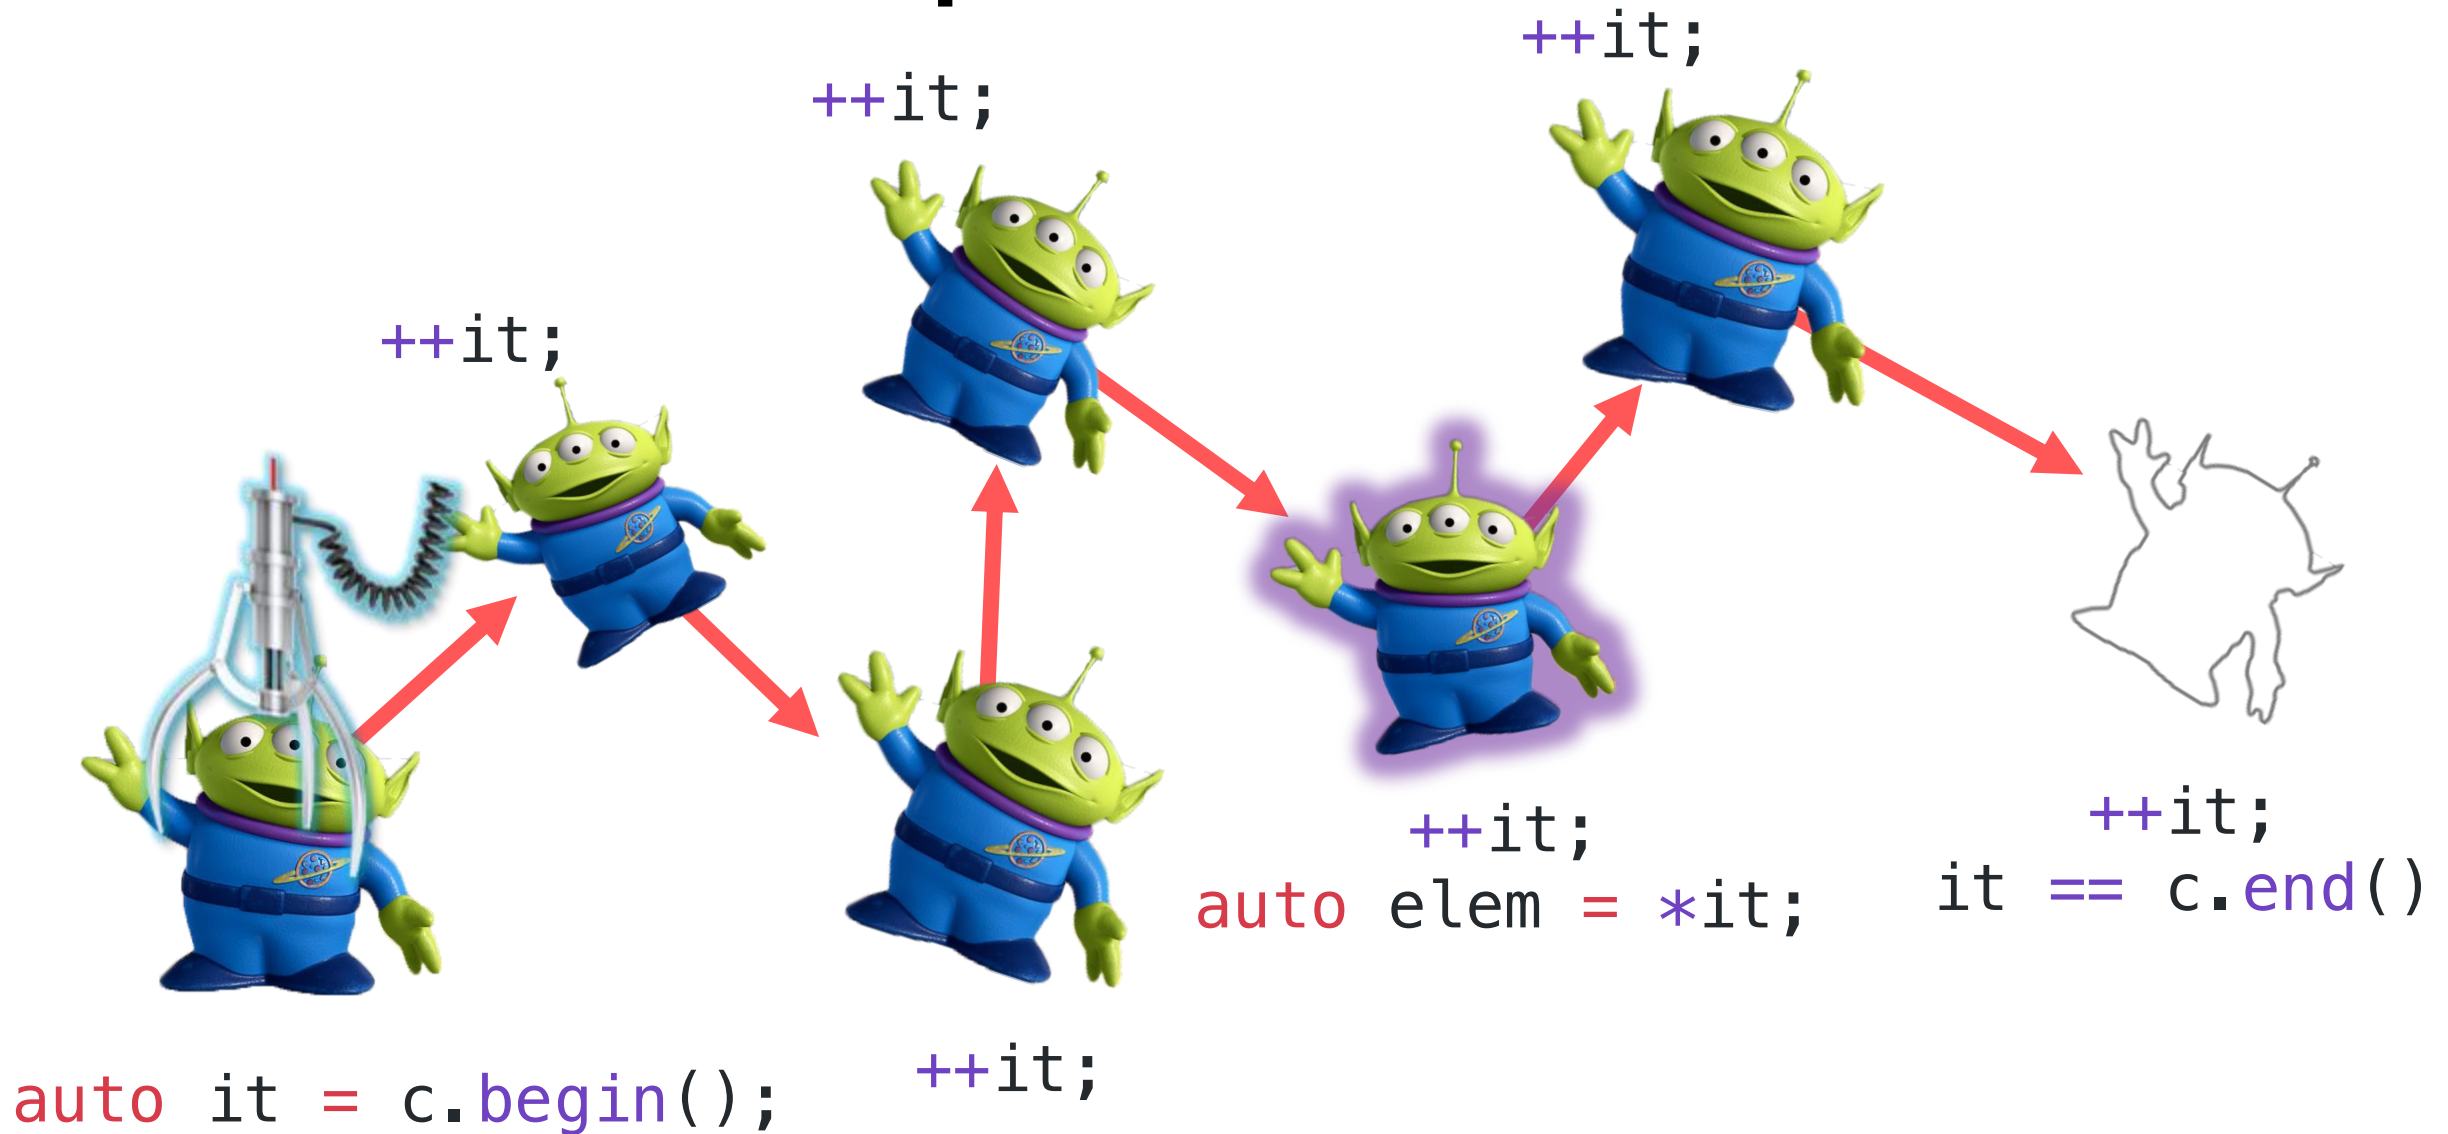 auto it = c.begin();
++it;
++it;
++it;
++it;
auto elem = *it;
++it;
++it;
it == c.end()